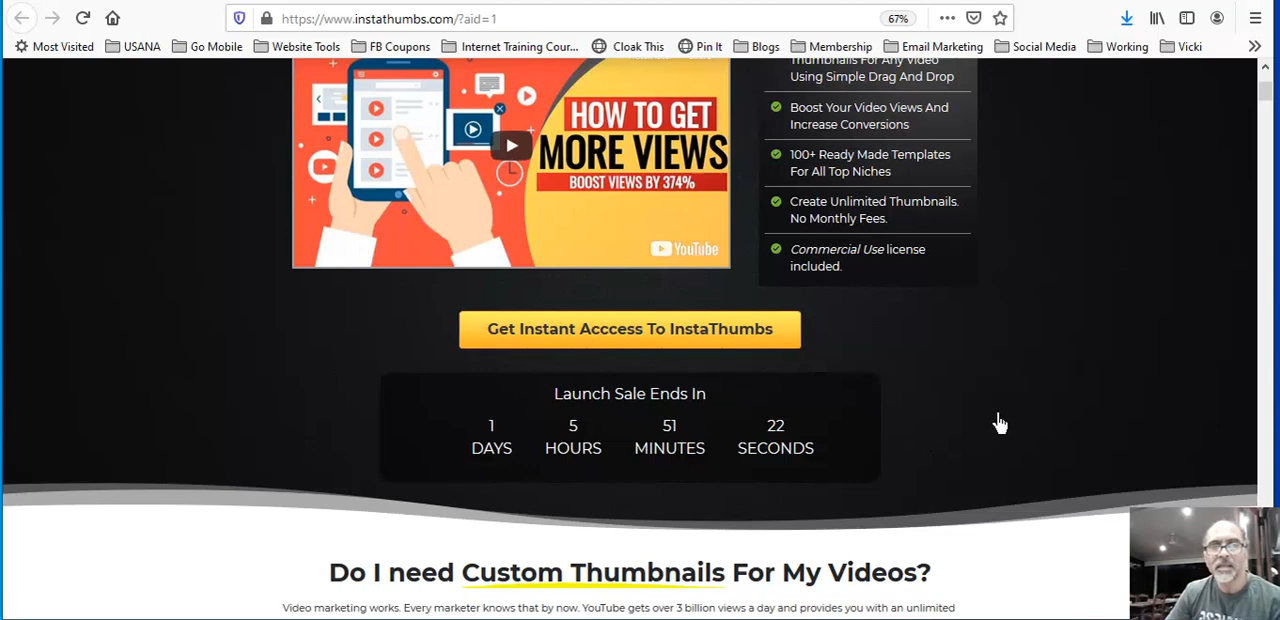 https://www.instathumbs.com/?aid=1
67%
Most Visited
USANA
Go Mobile
Website Tools
FB Coupons
Internet Training Cour...
Cloak This
Pin It
Blogs
Membership
Email Marketing
Social Media
Working
Vicki
HOW TO GET
MORE VIEWS
BOOST VIEWS BY 374%
YouTube
Thumbnails For Any Video
Using Simple Drag And Drop
Boost Your Video Views And
Increase Conversions
100+ Ready Made Templates
For All Top Niches
Create Unlimited Thumbnails.
No Monthly Fees.
Commercial Use license
included.
Get Instant Acccess To InstaThumbs
Launch Sale Ends In
1 5 51 22
DAYS HOURS MINUTES SECONDS
Do I need Custom Thumbnails For My Videos?
Video marketing works. Every marketer knows that by now. YouTube gets over 3 billion views a day and provides you with an unlimited